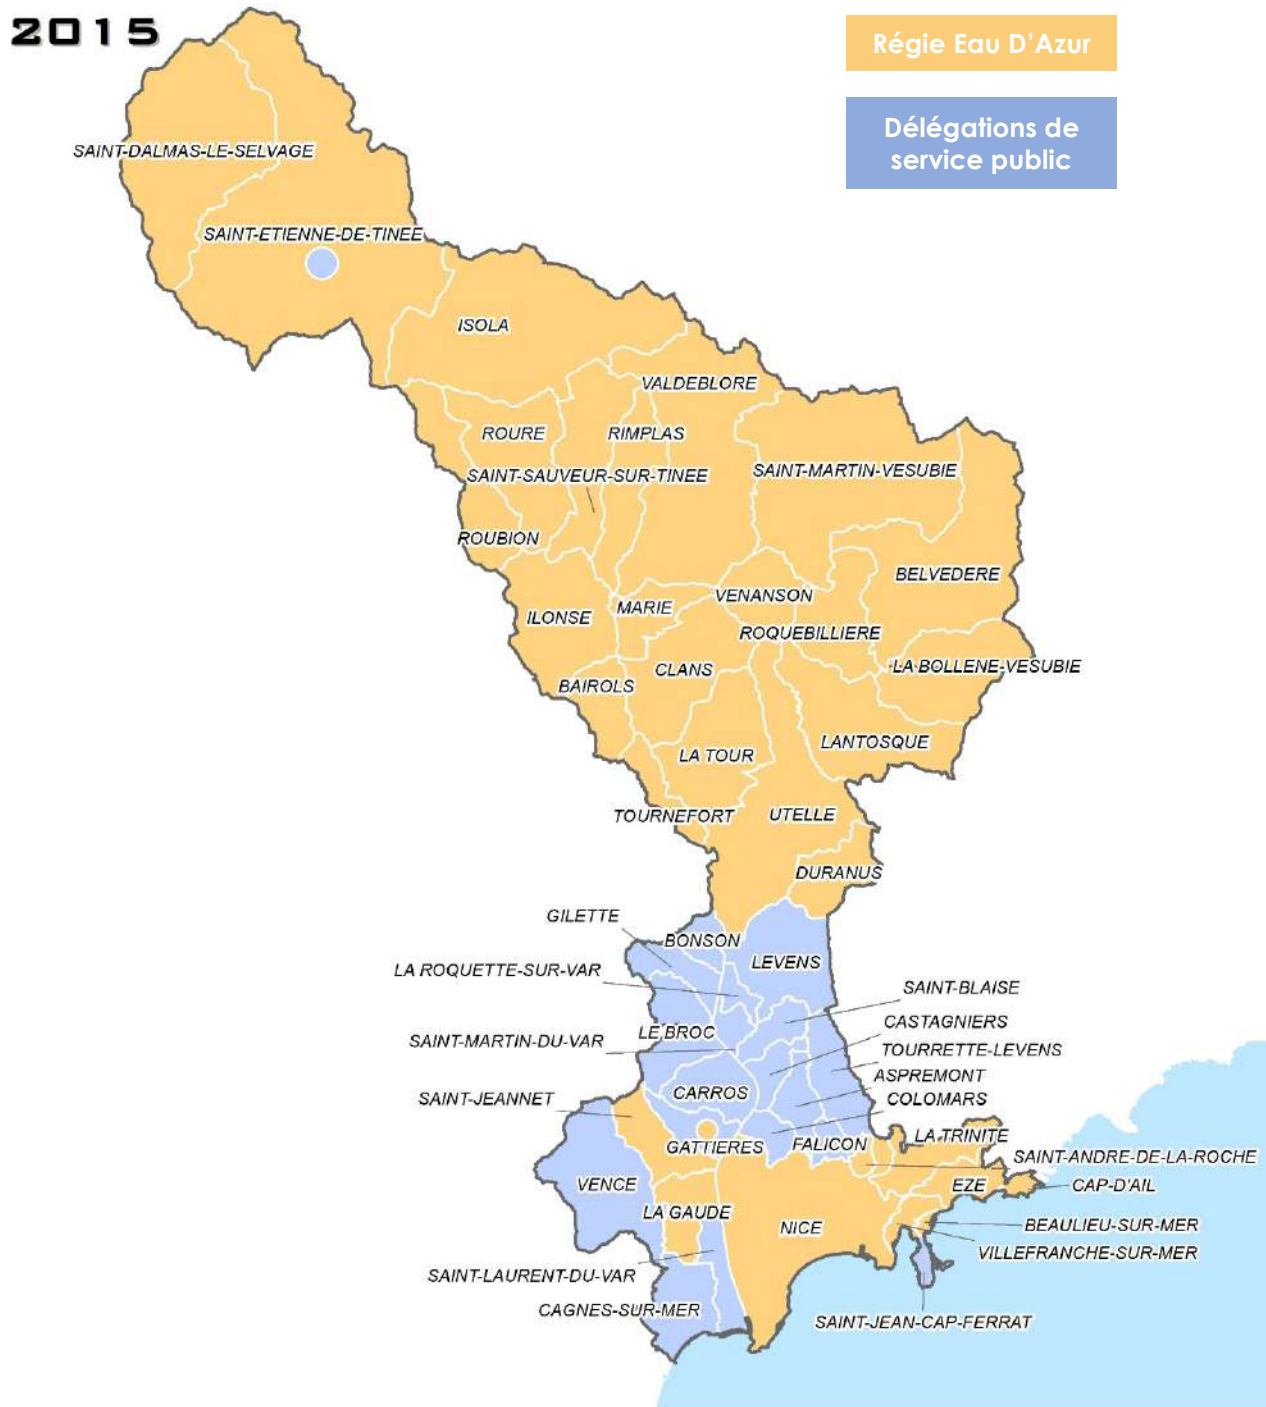 2015
Régie Eau D'Azur
Délégations de
service public
SAINT-DALMAS-LE-SELVAGE
SAINT-ETIENNE-DE-TINEE
ISOLA
VALDEBLORE
ROURE
RIMPLAS
SAINT-SAUVEUR-SUR-TINEE
SAINT-MARTIN-VESUBIE
ROUBION
BELVEDERE
VENANSON
ILONSE
MARIE
ROQUEBILLIERE
CLANS
LA BOLLENE-VESUBIE
BAIROLS
LA TOUR
LANTOSQUE
TOURNEFORT
UTELLE
DURANUS
GILETTE
BONSON
LEVENS
LA ROQUETTE-SUR-VAR
SAINT-BLAISE
CASTAGNIERS
LE BROC
SAINT-MARTIN-DU-VAR
TOURRETTE-LEVENS
ASPREMONT
CARROS
SAINT-JEANNET
COLOMARS
LA TRINITE
GATTIERES
FALICON
SAINT-ANDRE-DE-LA-ROCHE
VENCE
EZE
CAP-D'AIL
LA GAUDE
NICE
BEAULIEU-SUR-MER
VILLEFRANCHE-SUR-MER
SAINT-LAURENT-DU-VAR
CAGNES-SUR-MER
SAINT-JEAN-CAP-FERRAT